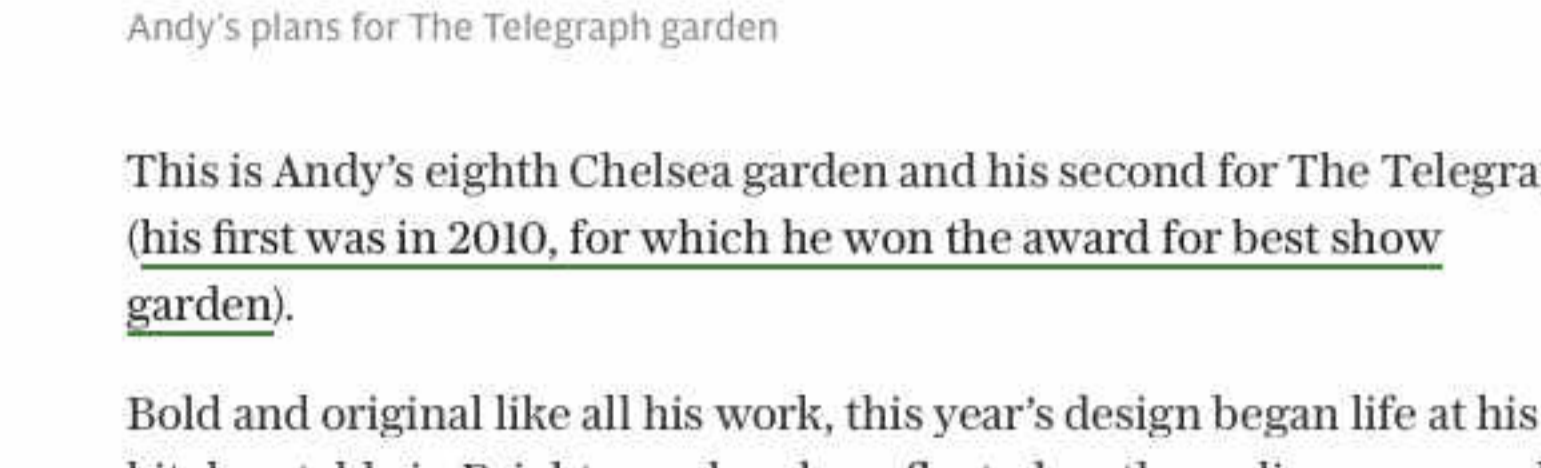 Andy's plans for The Telegraph garden
This is Andy’s eighth Chelsea garden and his second for The
(his first was in 2010, for which he won the award for best show
garden).
Bold and original like all his work, this year’s design began life at his